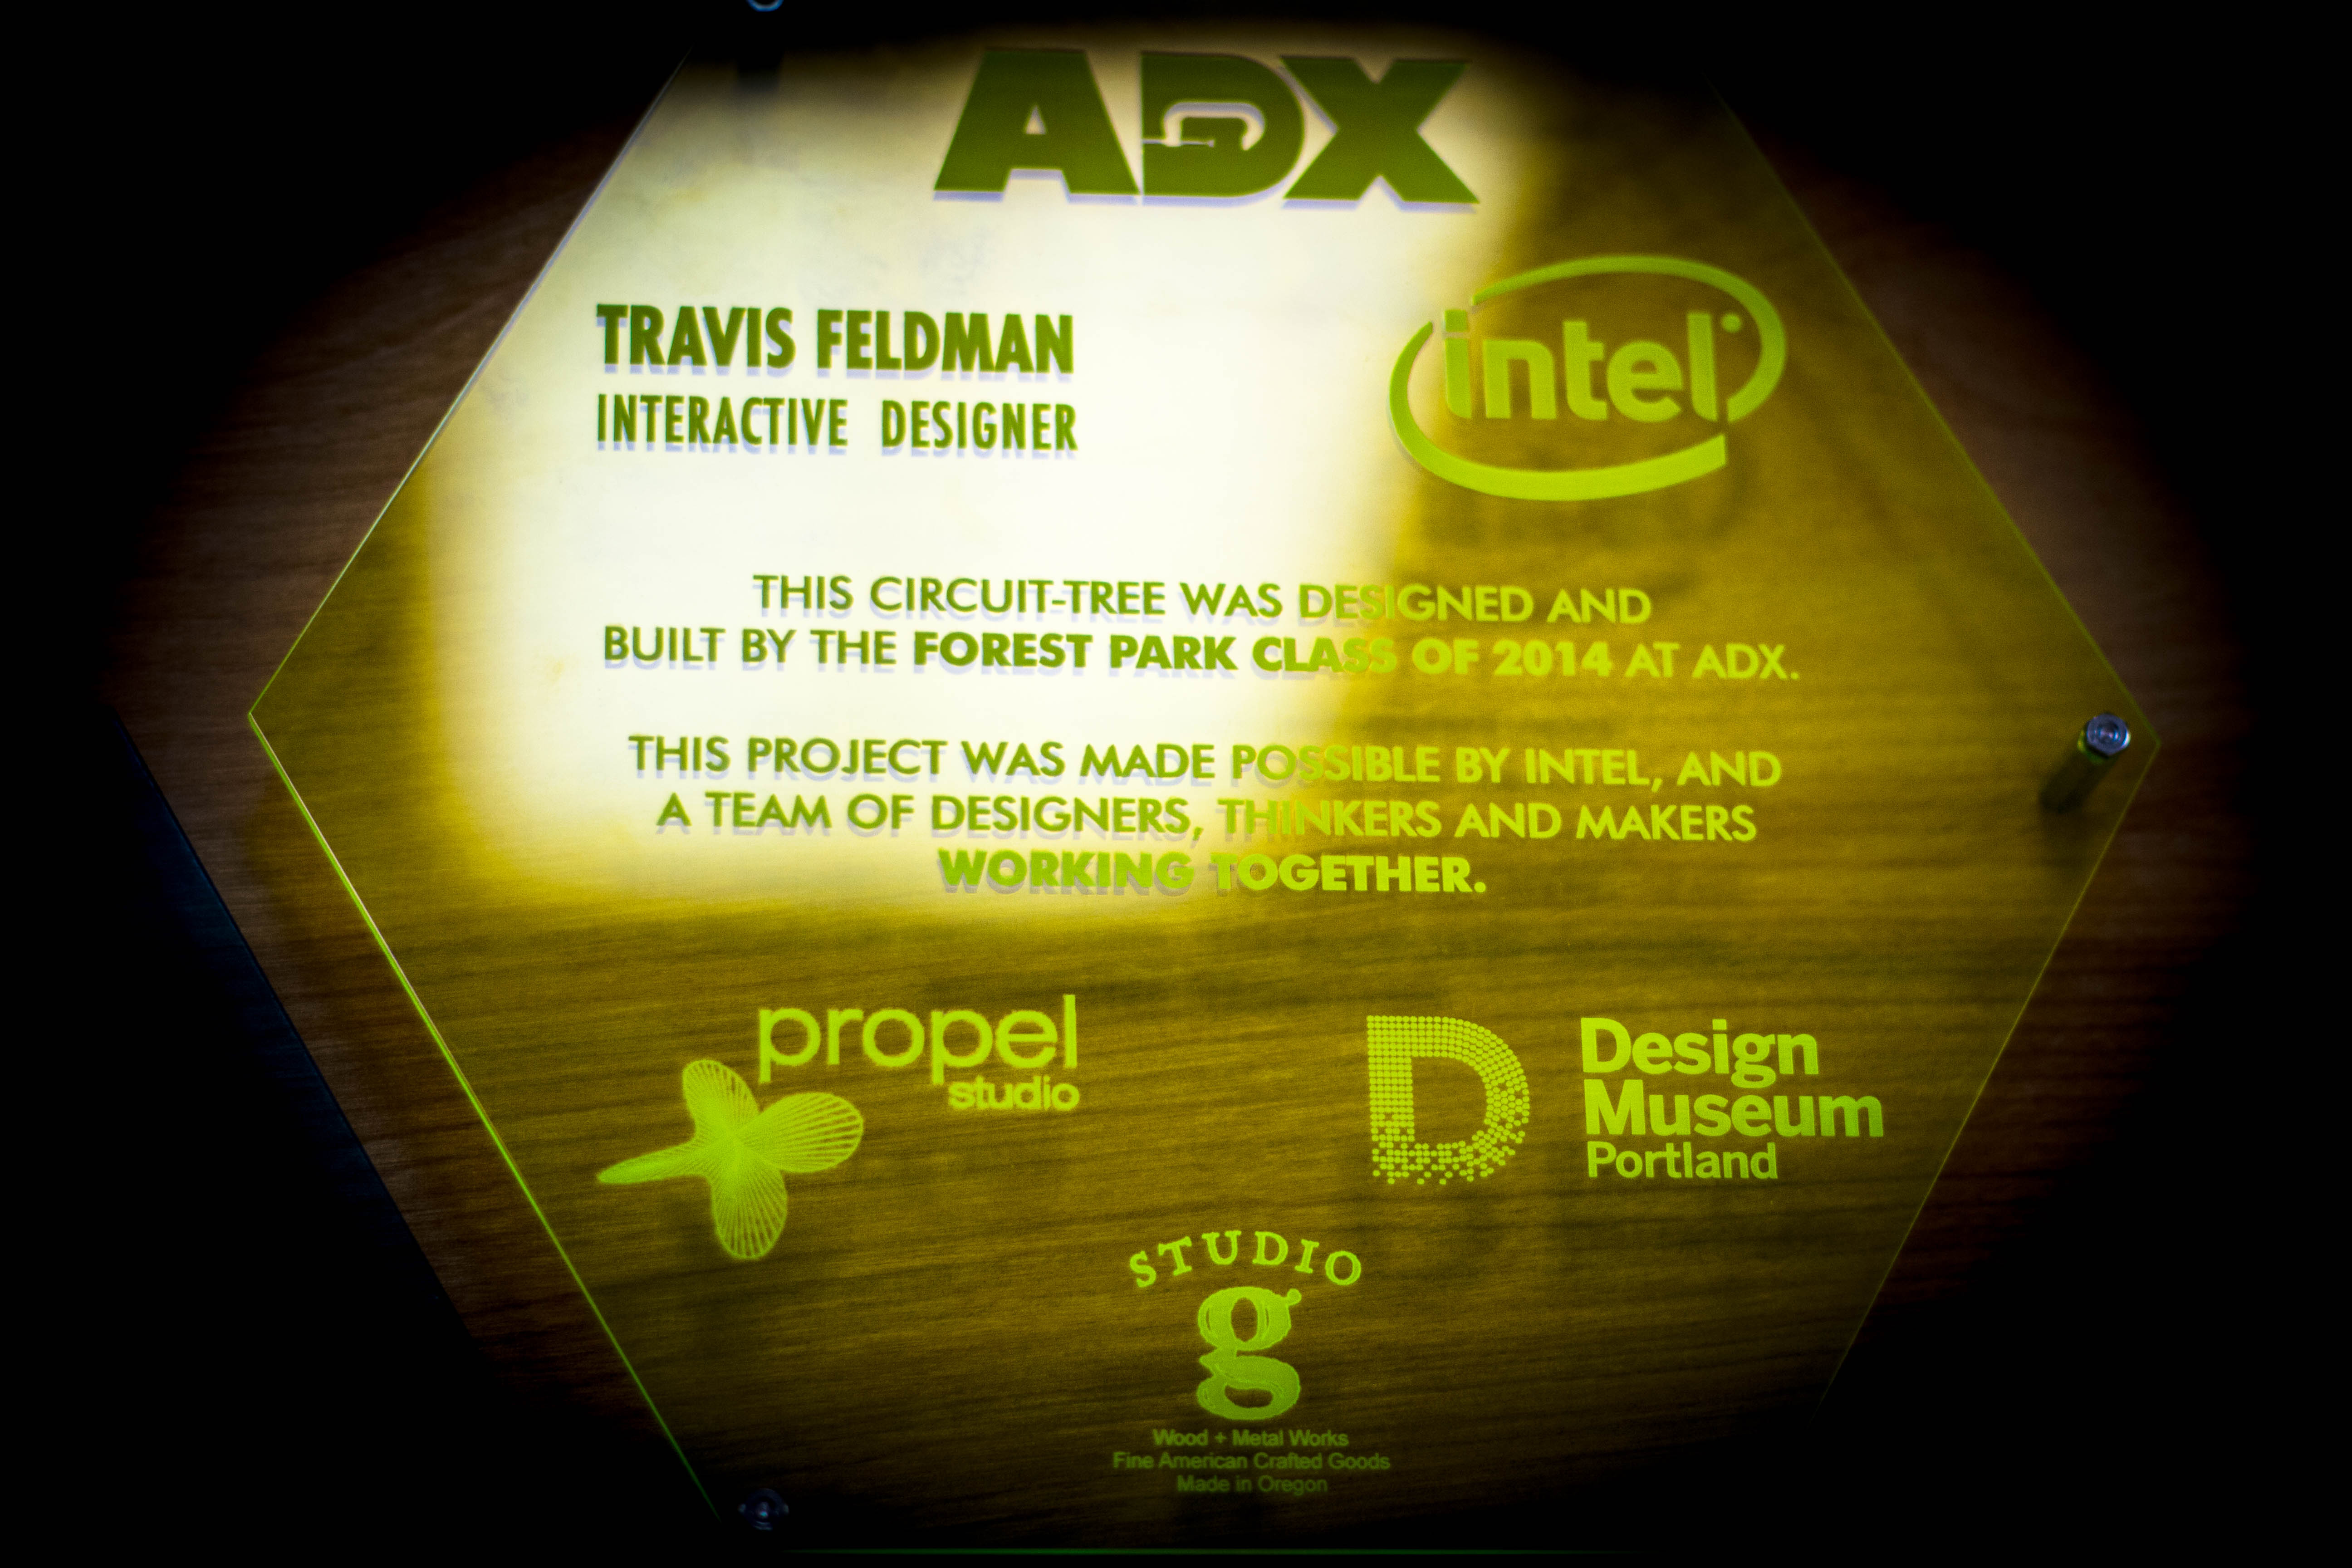 ADX
TRAVIS FELDMAN
INTERACTIVE DESIGNER
intel
THIS CIRCUIT-TREE WAS DESIGNED AND
BUILT BY THE FOREST PARK CLASS OF 2014 AT ADX.
THIS PROJECT WAS MADE POSSIBLE BY INTEL, AND
A TEAM OF DESIGNERS, THINKERS AND MAKERS
WORKING TOGETHER.
propel
studio
D
Design
Museum
Portland
STUDIO
g
Wood + Metal Works
Fine American Crafted Goods
Made in Oregon